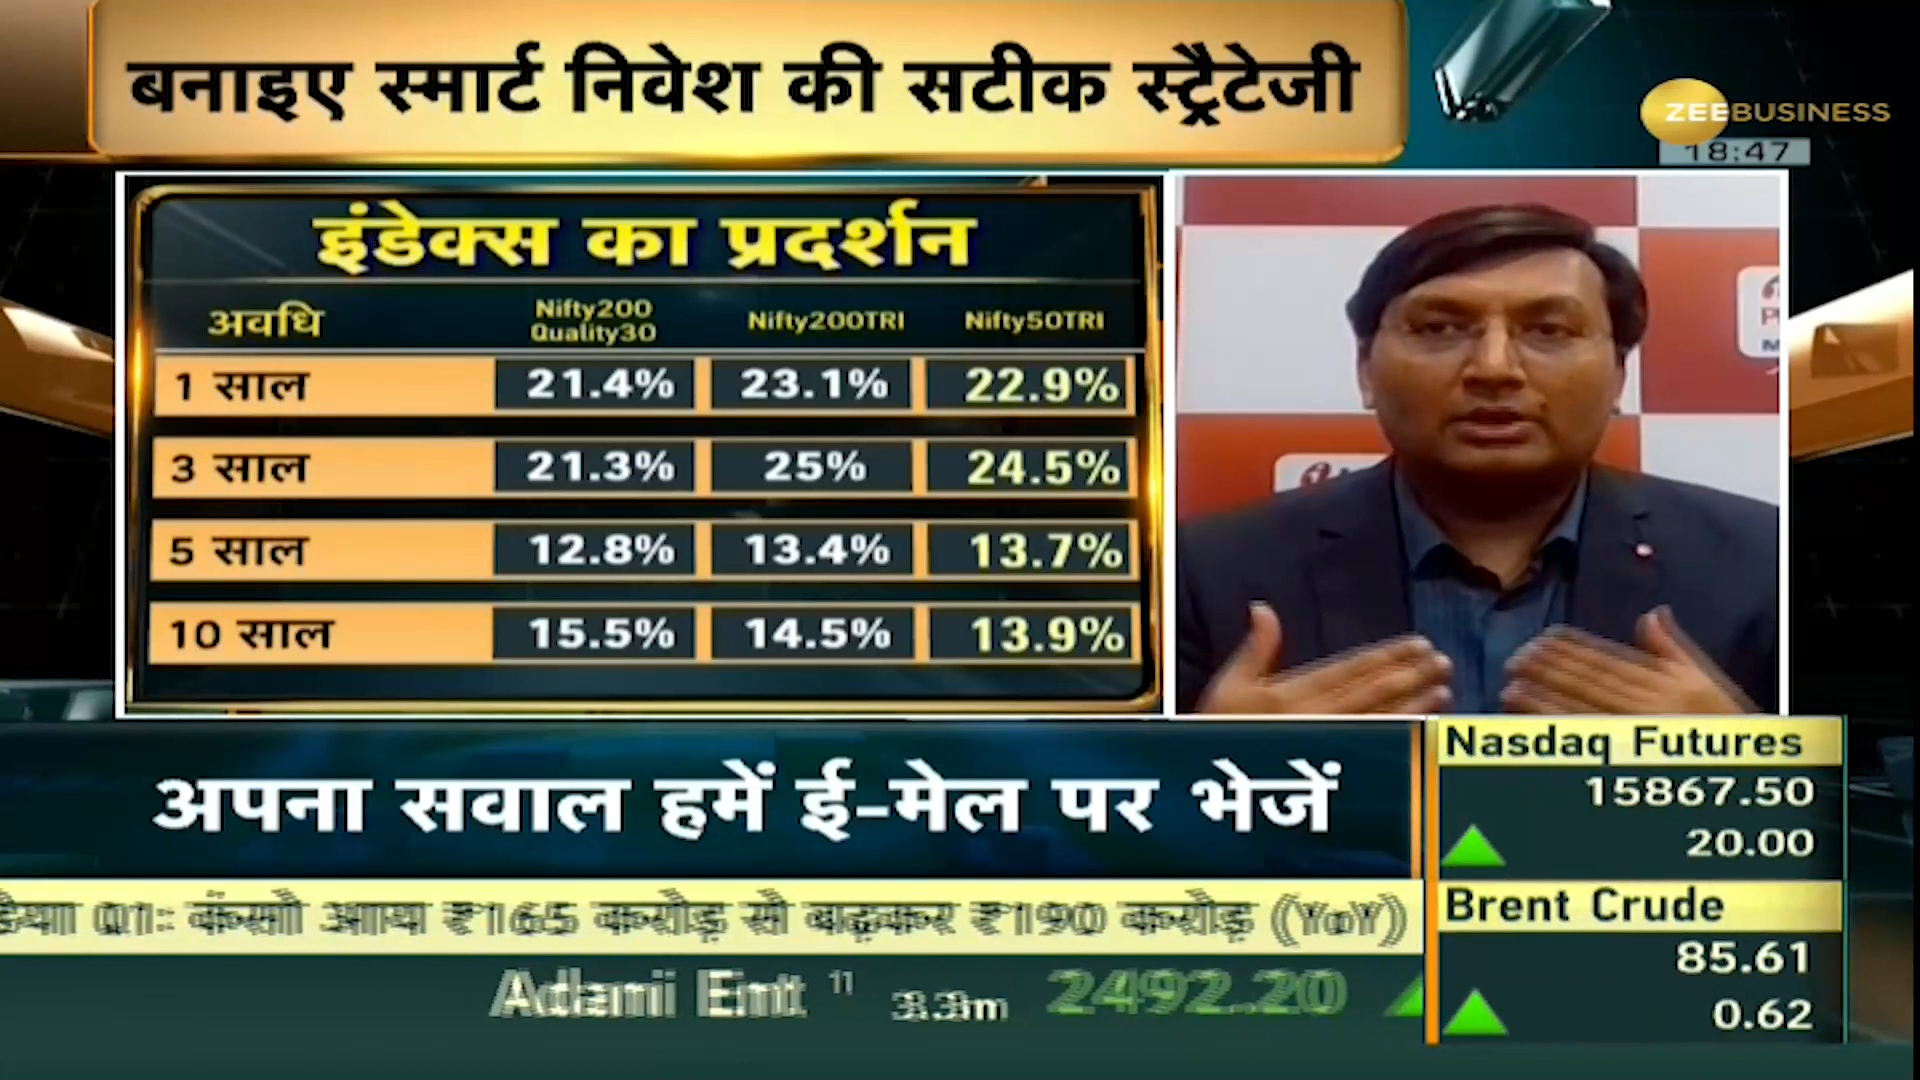 बनाइए स्मार्ट निवेश की सटीक स्ट्रैटेजी
ZEEBUSINESS
18:47
इंडेक्स का प्रदर्शन
अवधि Nifty200 Quality30 Nifty200TRI Nifty50TRI
1 साल 21.4% 23.1% 22.9%
3 साल 21.3% 25% 24.5%
5 साल 12.8% 13.4% 13.7%
10 साल 15.5% 14.5% 13.9%
अपना सवाल हमें ई-मेल पर भेजें
Nasdaq Futures
15867.50
20.00
Q1: कंसो आय ₹165 करोड़ से बढ़कर ₹190 करोड़ (YoY)
Brent Crude
85.61
0.62
Adani Ent 3.3m 2492.20